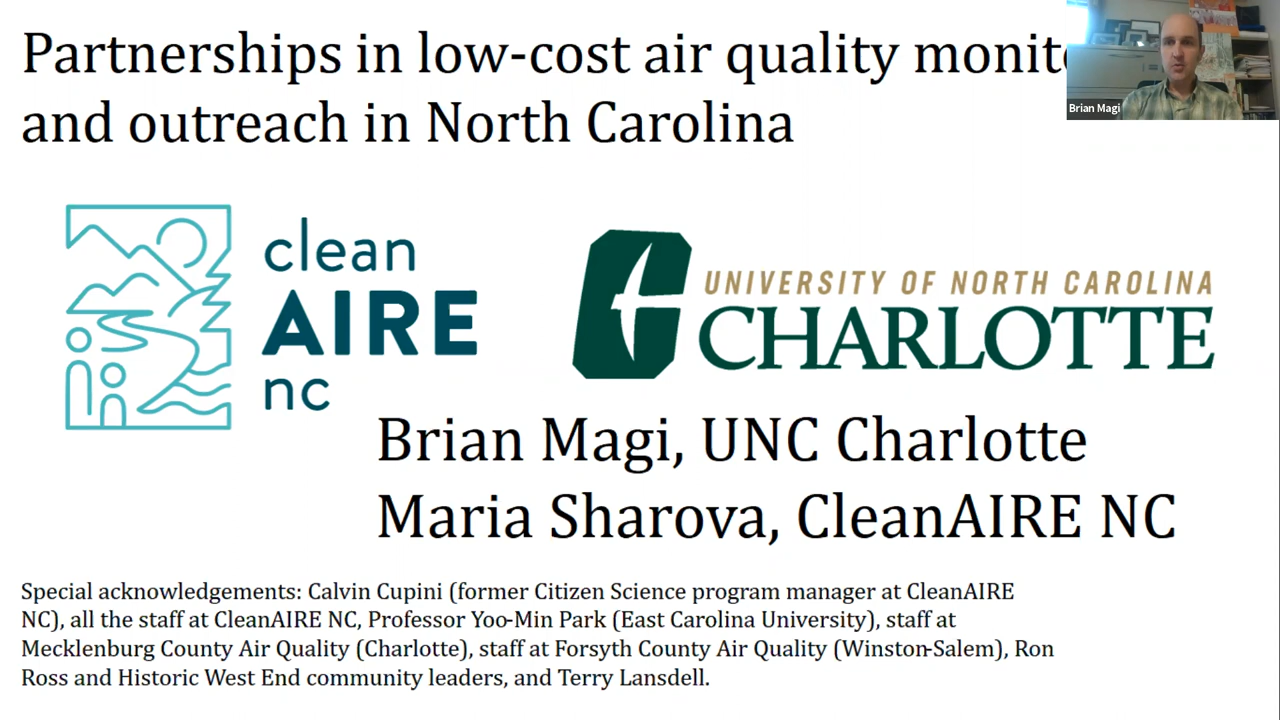 Partnerships in low-cost air quality
and outreach in North Carolina
Brian Magi
clean
AIRE
nc
UNIVERSITY OF NORTH CAROLINA
CHARLOTTE
Brian Magi, UNC Charlotte
Maria Sharova, CleanAIRE NC
Special acknowledgements: Calvin Cupini (former Citizen Science program manager at CleanAIRE
NC), all the staff at CleanAIRE NC, Professor Yoo-Min Park (East Carolina University), staff at
Mecklenburg County Air Quality (Charlotte), staff at Forsyth County Air Quality (Winston-Salem), Ron
Ross and Historic West End community leaders, and Terry Lansdell.